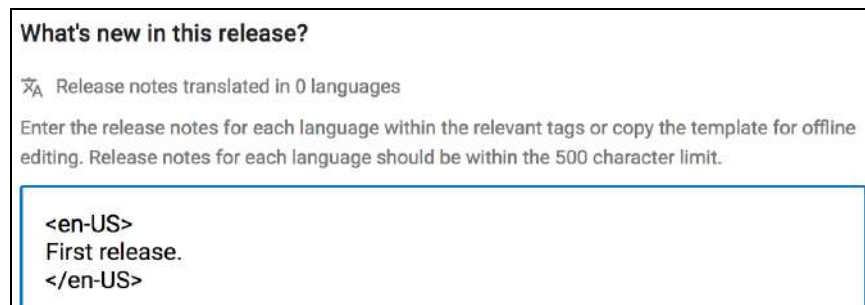 What's new in this release?
Release notes translated in 0 languages
Enter the release notes for each language within the relevant tags or copy the template for offline
editing. Release notes for each language should be within the 500 character limit.
<en-US>
First release.
</en-US>